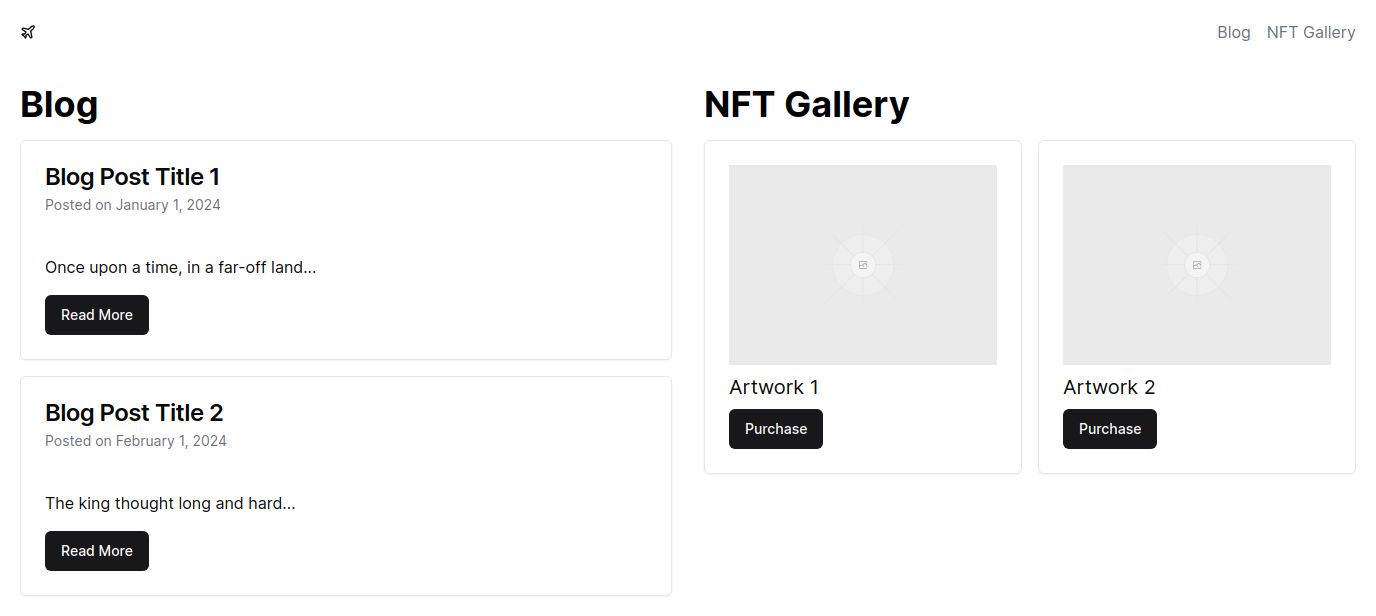 Blog NFT Gallery
Blog
Blog Post Title 1
Posted on January 1, 2024
Once upon a time, in a far-off land...
Read More
Blog Post Title 2
Posted on February 1, 2024
The king thought long and hard...
Read More
NFT Gallery
Artwork 1
Purchase
Artwork 2
Purchase